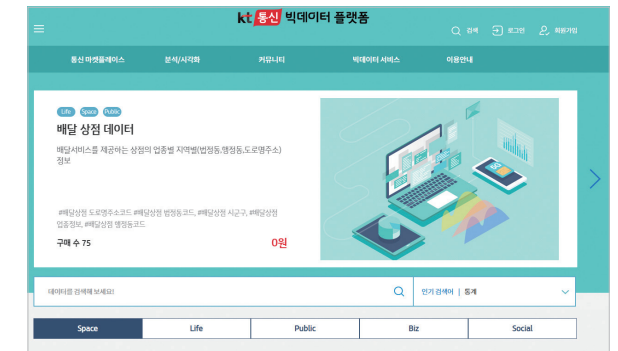 kt 통신 빅데이터 플랫폼
검색 로그인 회원가입
통신 마켓플레이스 분석/시각화 커뮤니티 빅데이터 서비스 이용안내
Life Space Public
배달 상점 데이터
배달서비스를 제공하는 상점의 업종별 지역별(법정동,행정동,도로명주소)
정보
#배달상점 도로명주소코드 #배달상점 법정동코드, #배달상점 시군구, #배달상점
업종정보, #배달상점 행정동코드
구매 수 75 0원
데이터를 검색해 보세요! 인기 검색어 | 통계
Space Life Public Biz Social